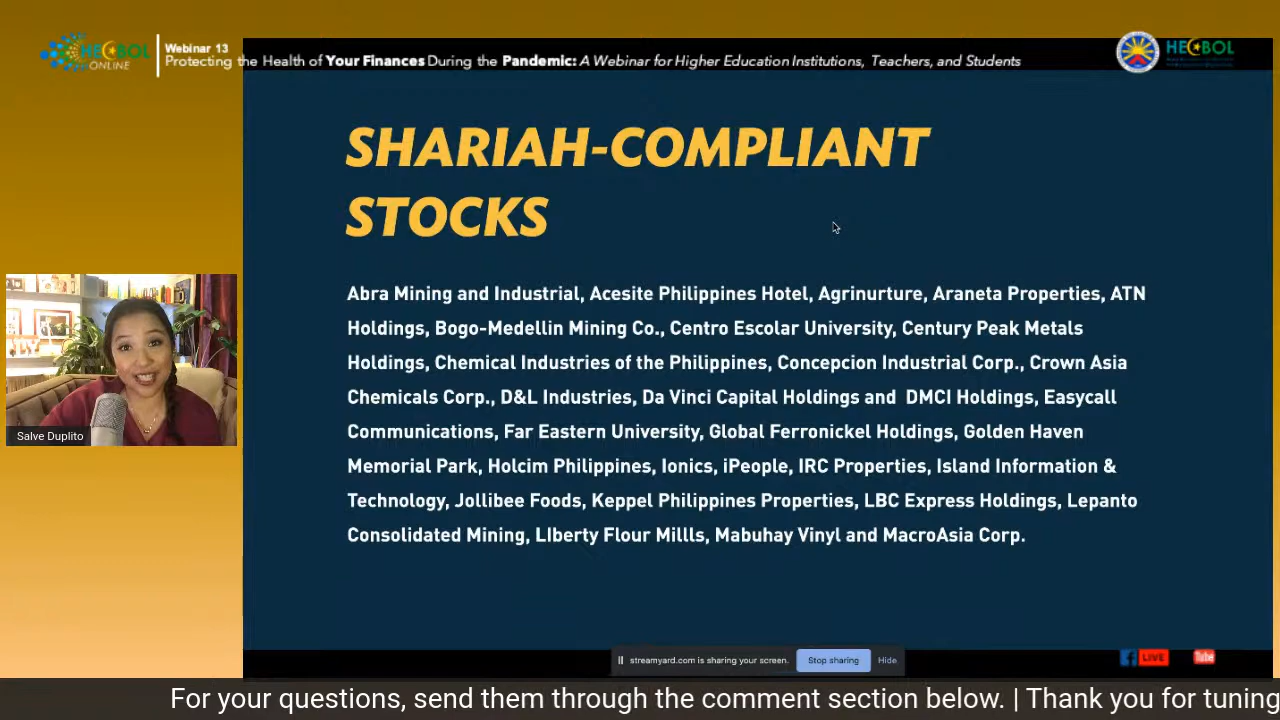 HECBOL
ONLINE
Webinar 13
Protecting the Health of Your Finances During the Pandemic: A Webinar for Higher Education Institutions, Teachers, and Students
HECBOL
SHARIAH-COMPLIANT
STOCKS
Abra Mining and Industrial, Acesite Philippines Hotel, Agrinurture, Araneta Properties, ATN
Holdings, Bogo-Medellin Mining Co., Centro Escolar University, Century Peak Metals
Holdings, Chemical Industries of the Philippines, Concepcion Industrial Corp., Crown Asia
Chemicals Corp., D&L Industries, Da Vinci Capital Holdings and DMCI Holdings, Easycall
Communications, Far Eastern University, Global Ferronickel Holdings, Golden Haven
Memorial Park, Holcim Philippines, Ionics, iPeople, IRC Properties, Island Information &
Technology, Jollibee Foods, Keppel Philippines Properties, LBC Express Holdings, Lepanto
Consolidated Mining, LIberty Flour Millls, Mabuhay Vinyl and MacroAsia Corp.
Salve Duplito
streamyard.com is sharing your screen.
Stop sharing
Hide
LIVE
You Tube
For your questions, send them through the comment section below. | Thank you for tuning